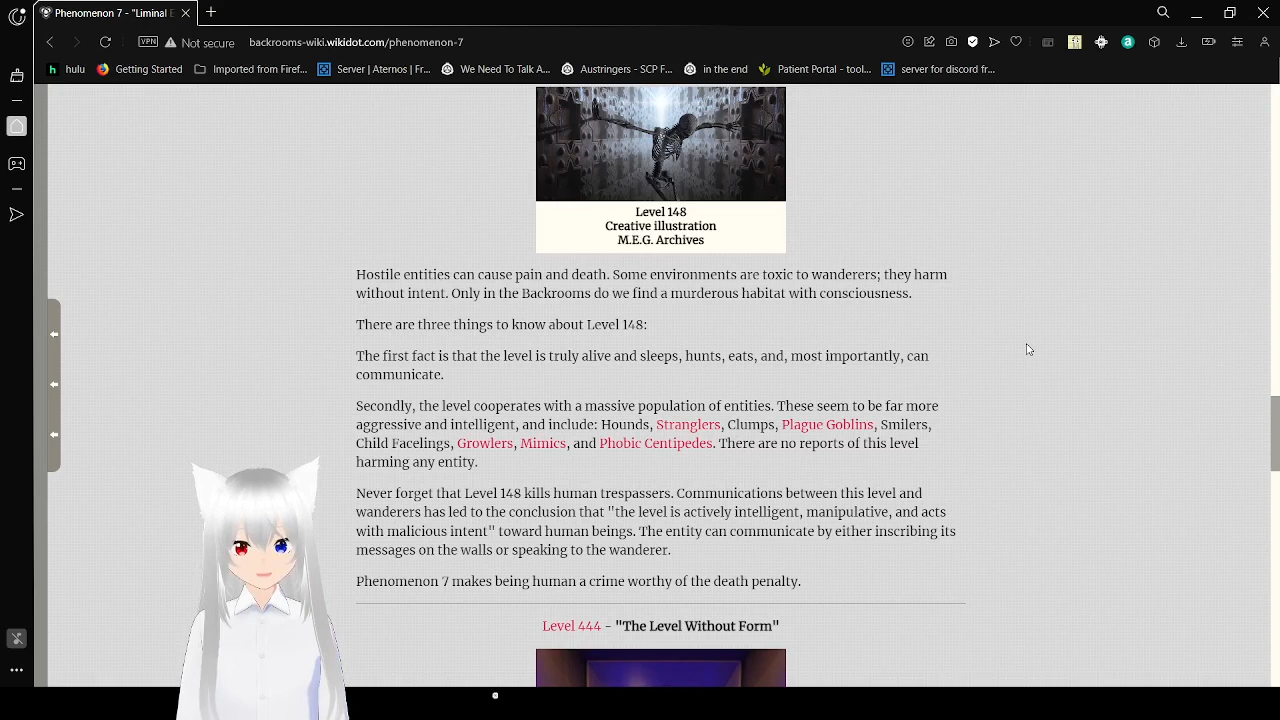 Phenomenon 7 - "Liminal E
VPN
Not secure
backrooms-wiki.wikidot.com/phenomenon-7
hulu
Getting Started
Imported from Firef...
Server | Aternos | Fr...
We Need To Talk A...
Austringers - SCP F...
in the end
Patient Portal - tool...
server for discord fr...
Level 148
Creative illustration
M.E.G. Archives
Hostile entities can cause pain and death. Some environments are toxic to wanderers; they harm
without intent. Only in the Backrooms do we find a murderous habitat with consciousness.
There are three things to know about Level 148:
The first fact is that the level is truly alive and sleeps, hunts, eats, and, most importantly, can
communicate.
Secondly, the level cooperates with a massive population of entities. These seem to be far more
aggressive and intelligent, and include: Hounds, Stranglers, Clumps, Plague Goblins, Smilers,
Child Facelings, Growlers, Mimics, and Phobic Centipedes. There are no reports of this level
harming any entity.
Never forget that Level 148 kills human trespassers. Communications between this level and
wanderers has led to the conclusion that "the level is actively intelligent, manipulative, and acts
with malicious intent" toward human beings. The entity can communicate by either inscribing its
messages on the walls or speaking to the wanderer.
Phenomenon 7 makes being human a crime worthy of the death penalty.
Level 444 - "The Level Without Form"